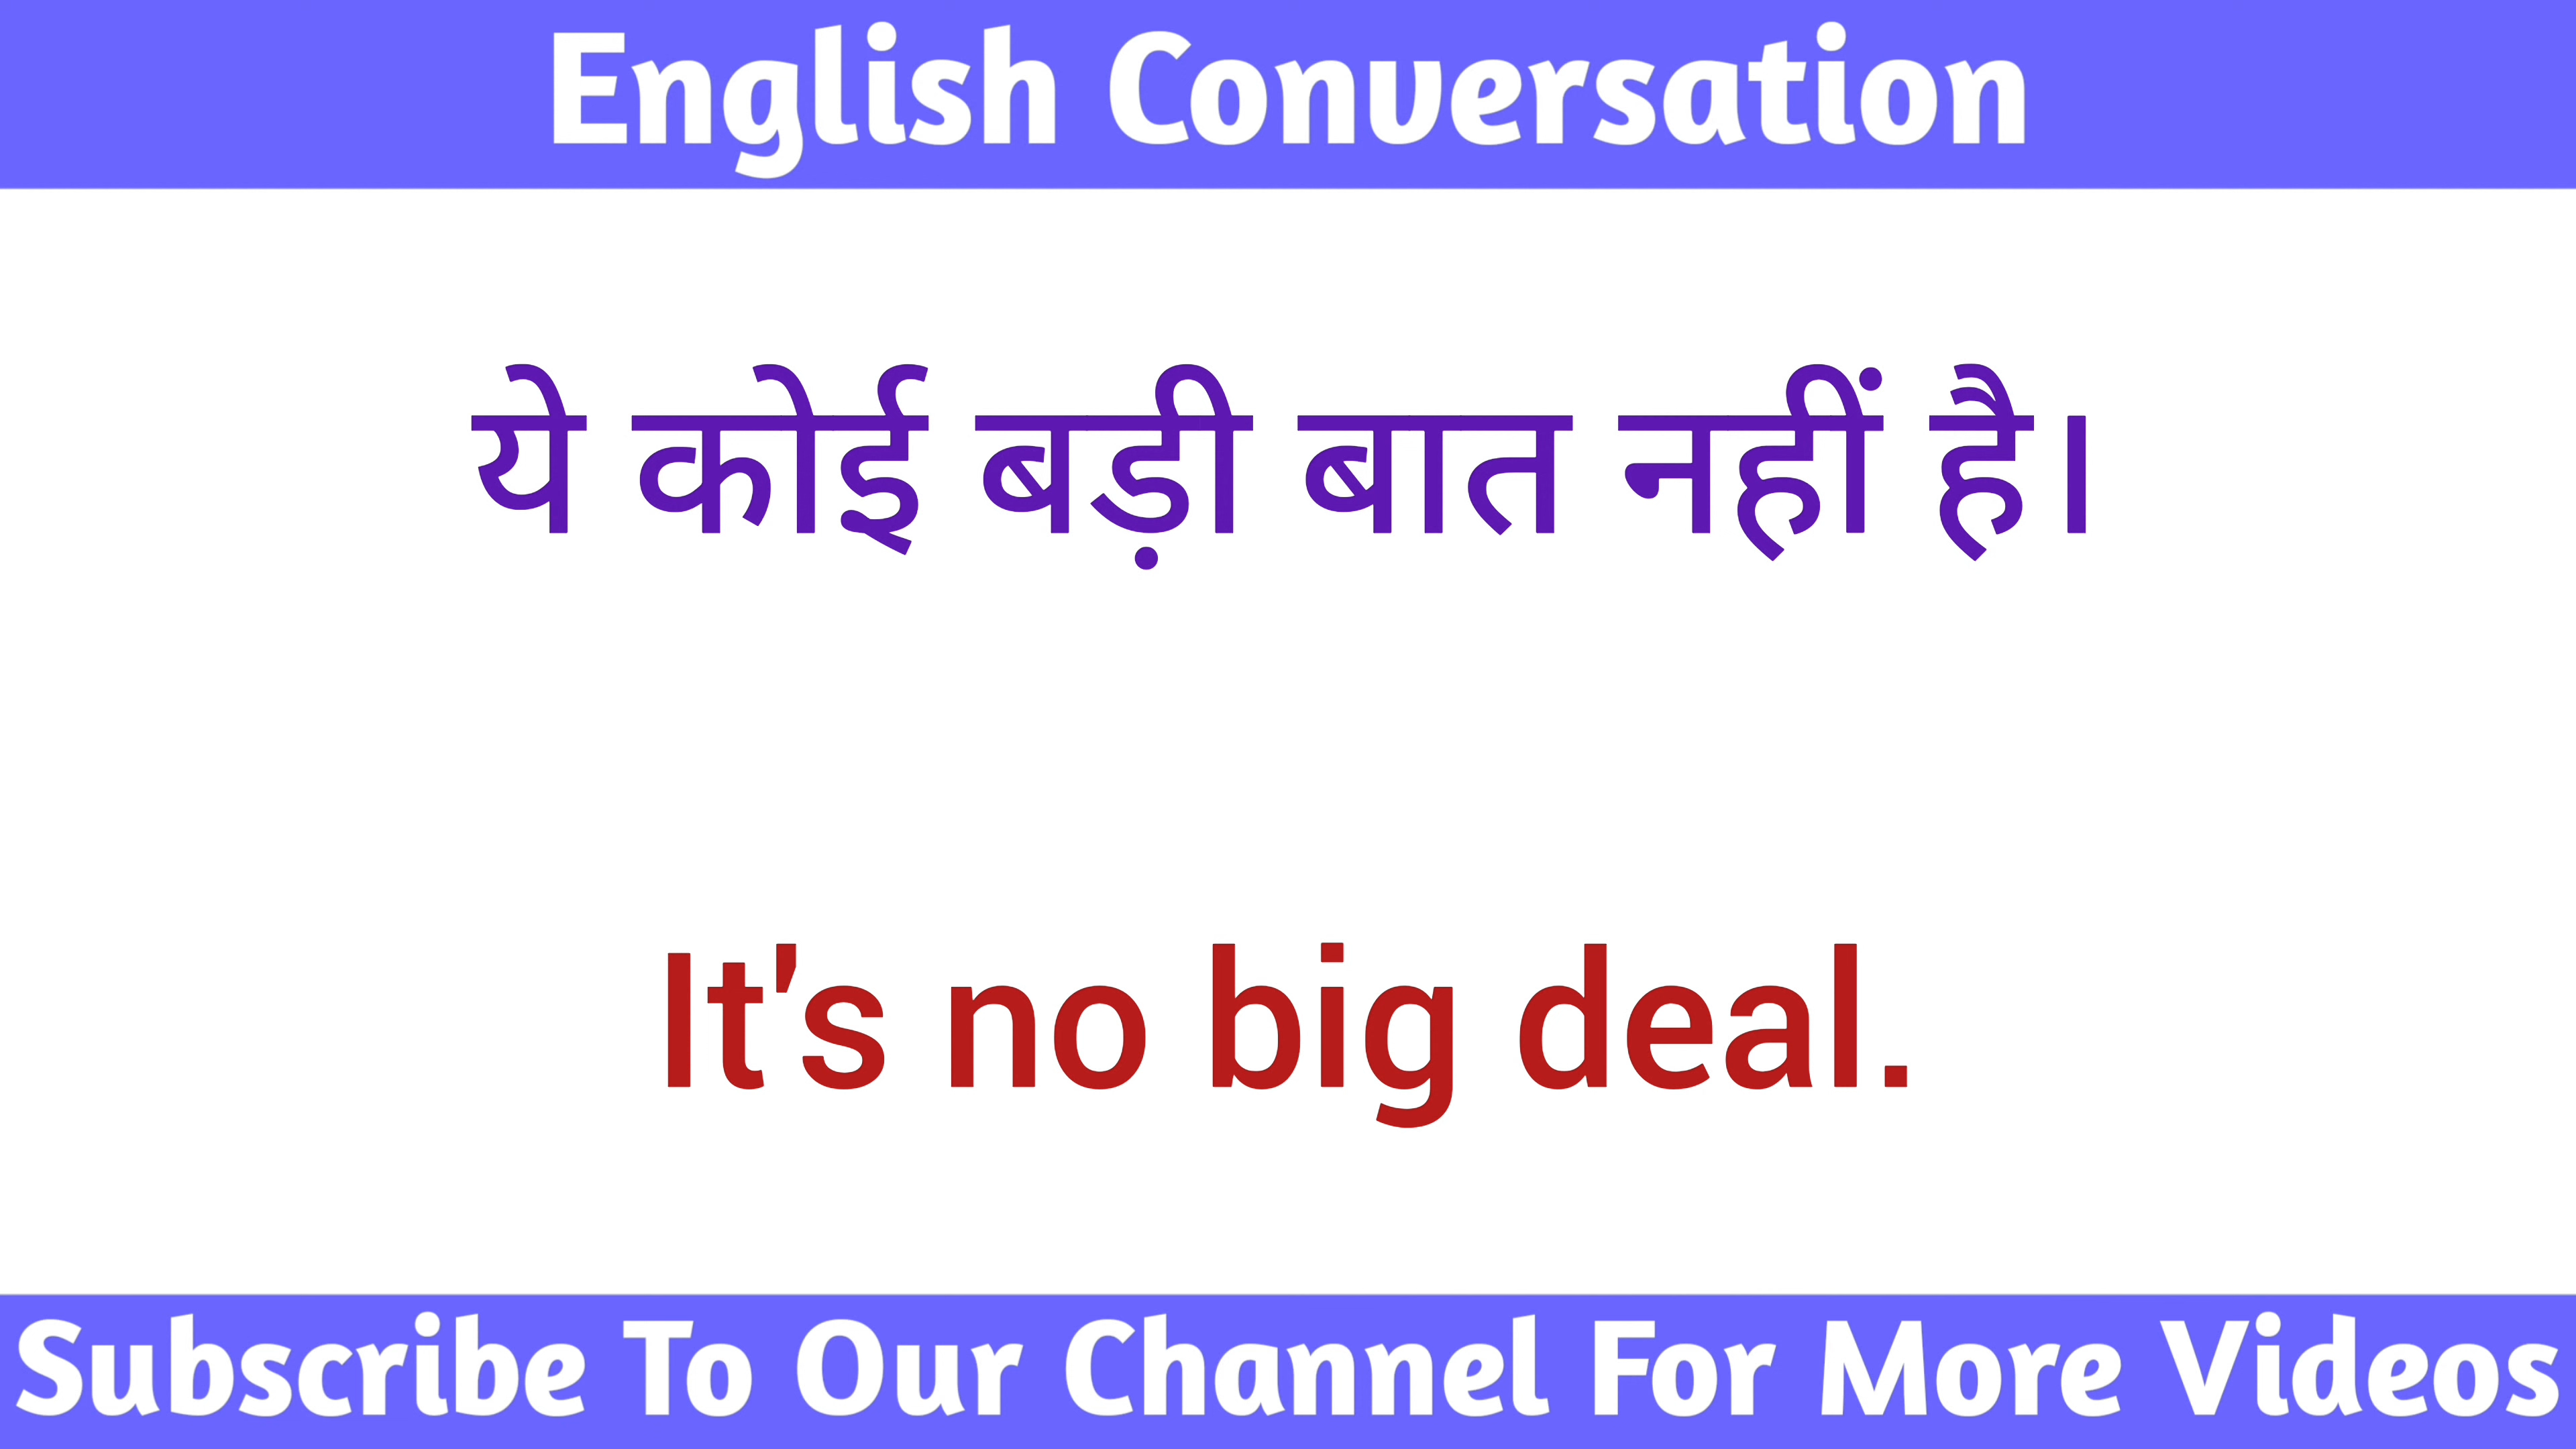 English Conversation
ये कोई बड़ी बात नहीं है।
It's no big deal.
Subscribe To Our Channel For More Videos